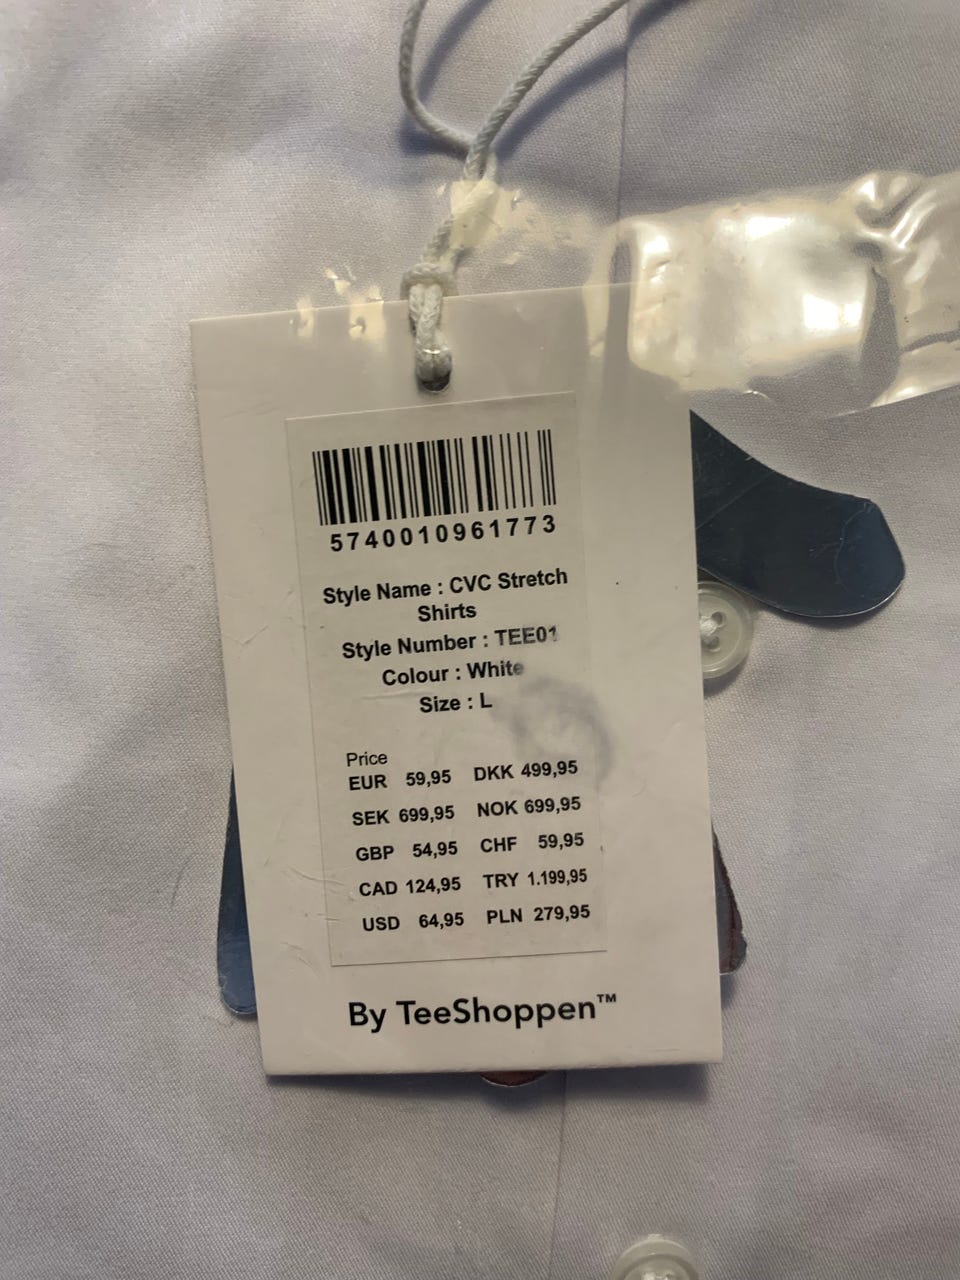 5740010961773
Style Name : CVC Stretch
Shirts
Style Number : TEE01
Colour : White
Size : L
Price
EUR 59,95 DKK 499,95
SEK 699,95 NOK 699,95
GBP 54,95 CHF 59,95
CAD 124,95 TRY 1.199,95
USD 64,95 PLN 279,95
By TeeShoppen™